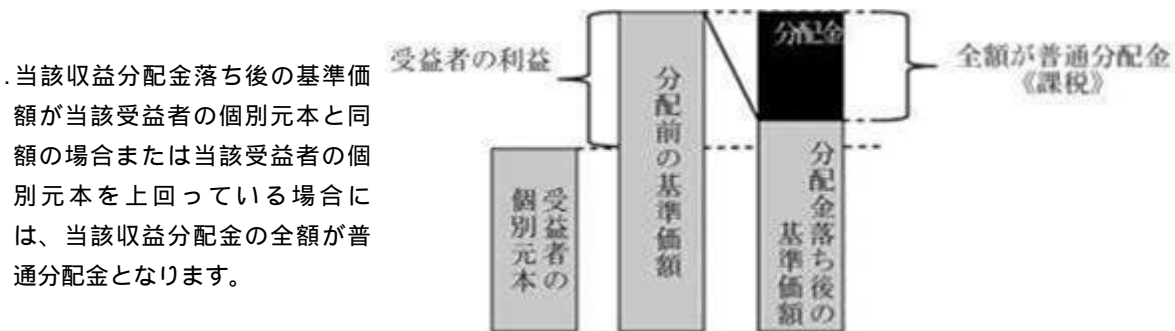 .当該収益分配金落ち後の基準価
額が当該受益者の個別元本と同
額の場合または当該受益者の個
別元本を上回っている場合に
は、当該収益分配金の全額が普
通分配金となります。
受益者の利益
受益者の
個別元本
分配前の基準価額
分配金
分配金落ち後の
基準価額
全額が普通分配金
《課税》